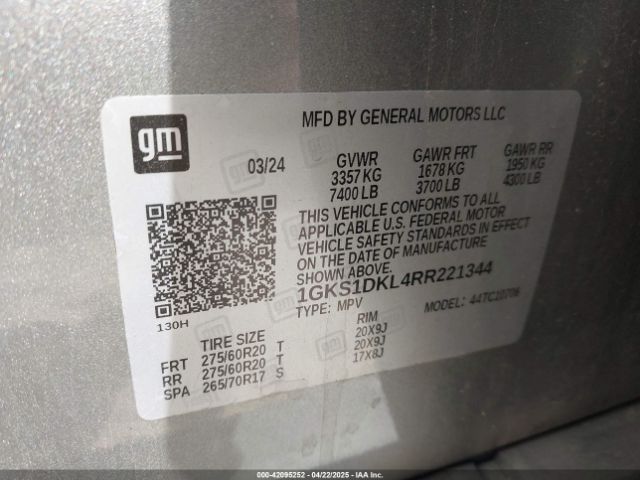 gm
MFD BY GENERAL MOTORS LLC
03/24 GVWR GAWR FRT GAWR RR
3357 KG 1678 KG 1950 KG
7400 LB 3700 LB 4300 LB
THIS VEHICLE CONFORMS TO ALL
APPLICABLE U.S. FEDERAL MOTOR
VEHICLE SAFETY STANDARDS IN EFFECT
ON THE DATE OF MANUFACTURE
SHOWN ABOVE.
1GKS1DKL4RR221344
TYPE: MPV MODEL: 44TC10706
130H
TIRE SIZE RIM
FRT 275/60R20 T 20X9J
RR 275/60R20 T 20X9J
SPA 265/70R17 S 17X8J
000-42095252 - 04/22/2025 - IAAI.COM